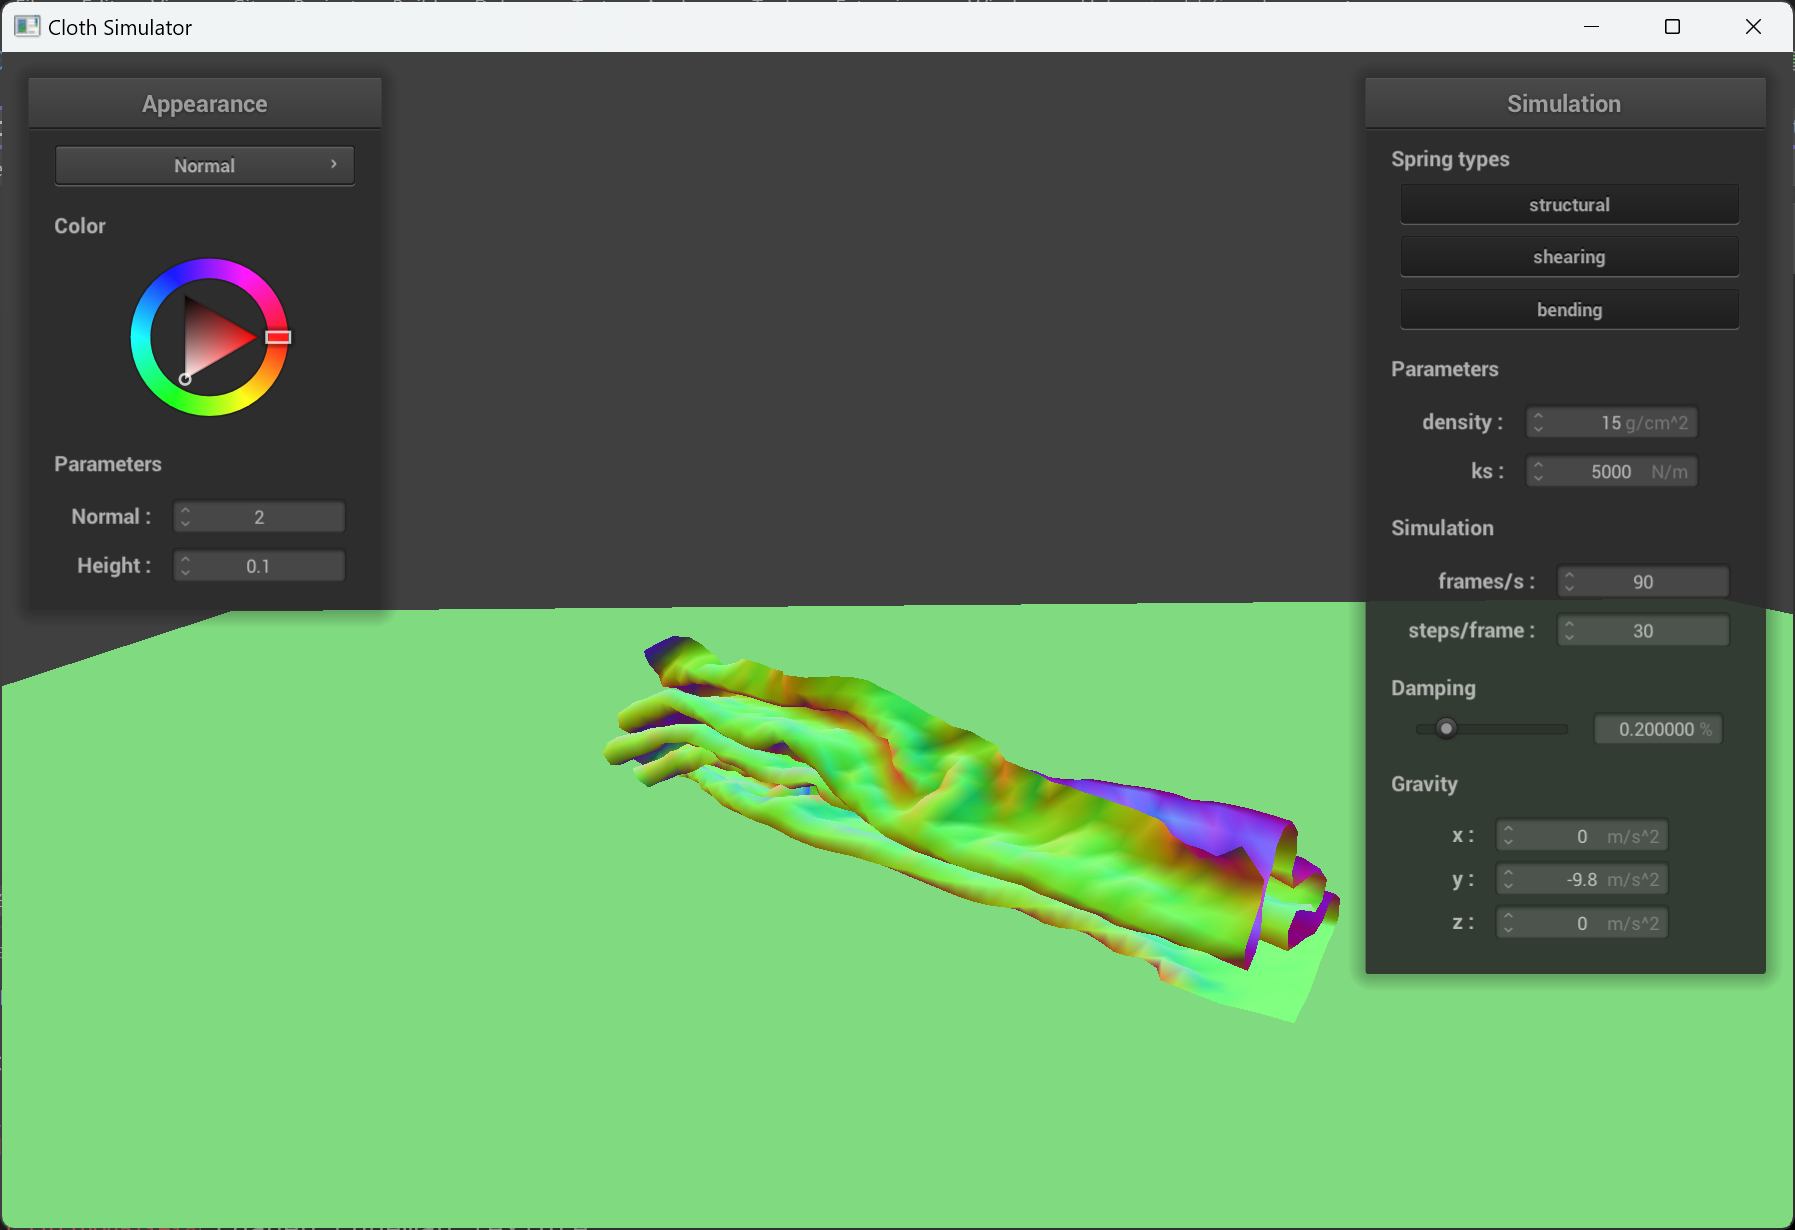 Cloth Simulator
Appearance
Normal
Color
Parameters
Normal : 2
Height : 0.1
Simulation
Spring types
structural
shearing
bending
Parameters
density : 15 g/cm^2
ks : 5000 N/m
Simulation
frames/s : 90
steps/frame : 30
Damping
0.200000 %
Gravity
x : 0 m/s^2
y : -9.8 m/s^2
z : 0 m/s^2